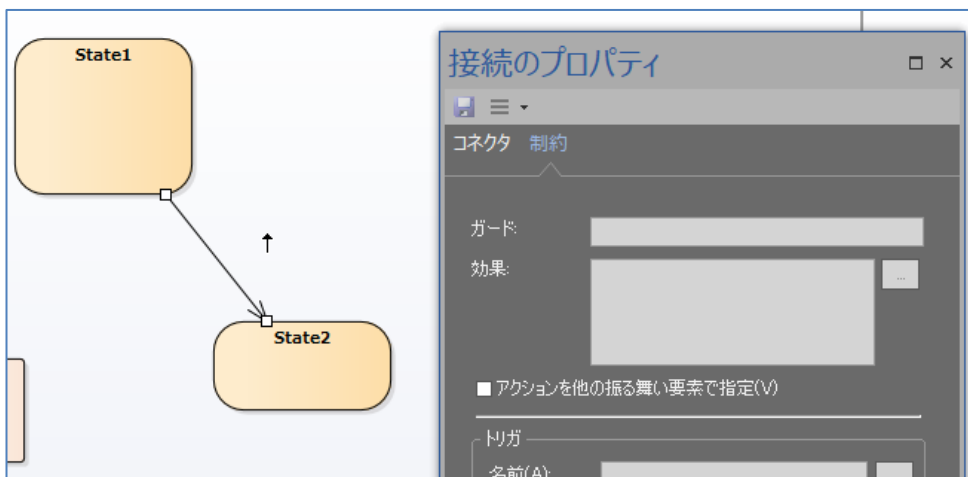 State1
State2
接続のプロパティ
コネクタ 制約
ガード:
効果:
...
アクションを他の振る舞い要素で指定(V)
トリガ
名前(A):